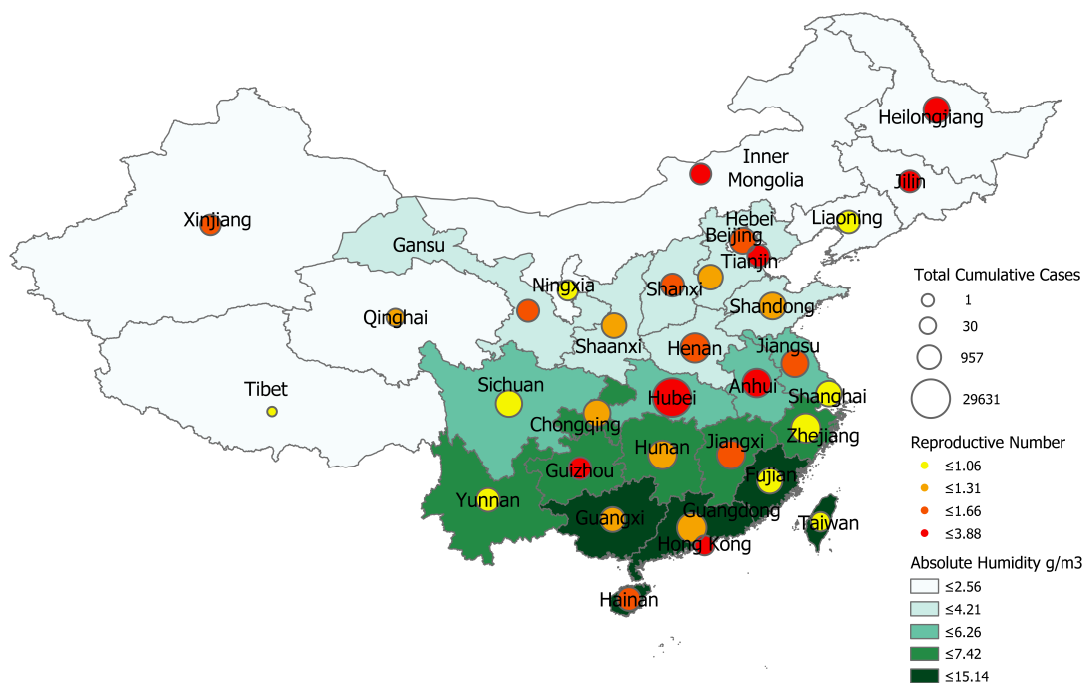 Heilongjiang
Inner
Mongolia
Jilin
Xinjiang
Liaoning
Hebei
Beijing
Gansu
Tianjin
Ningxia
Shanxi
Qinghai
Shandong
Shaanxi
Henan
Jiangsu
Tibet
Sichuan
Anhui
Hubei
Shanghai
Chongqing
Zhejiang
Hunan
Jiangxi
Guizhou
Fujian
Yunnan
Guangdong
Guangxi
Taiwan
Hong Kong
Hainan
Total Cumulative Cases
1
30
957
29631
Reproductive Number
≤1.06
≤1.31
≤1.66
≤3.88
Absolute Humidity g/m3
≤2.56
≤4.21
≤6.26
≤7.42
≤15.14